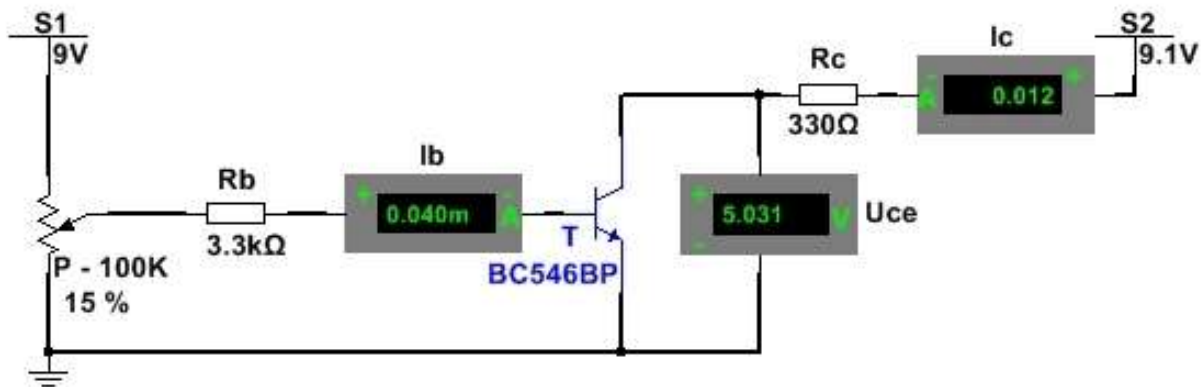 S1
9V
P - 100K
15 %
Rb
3.3kΩ
Ib
+
-
0.040m
A
T
BC546BP
+
-
5.031
V
Uce
Rc
330Ω
Ic
-
+
A
0.012
S2
9.1V